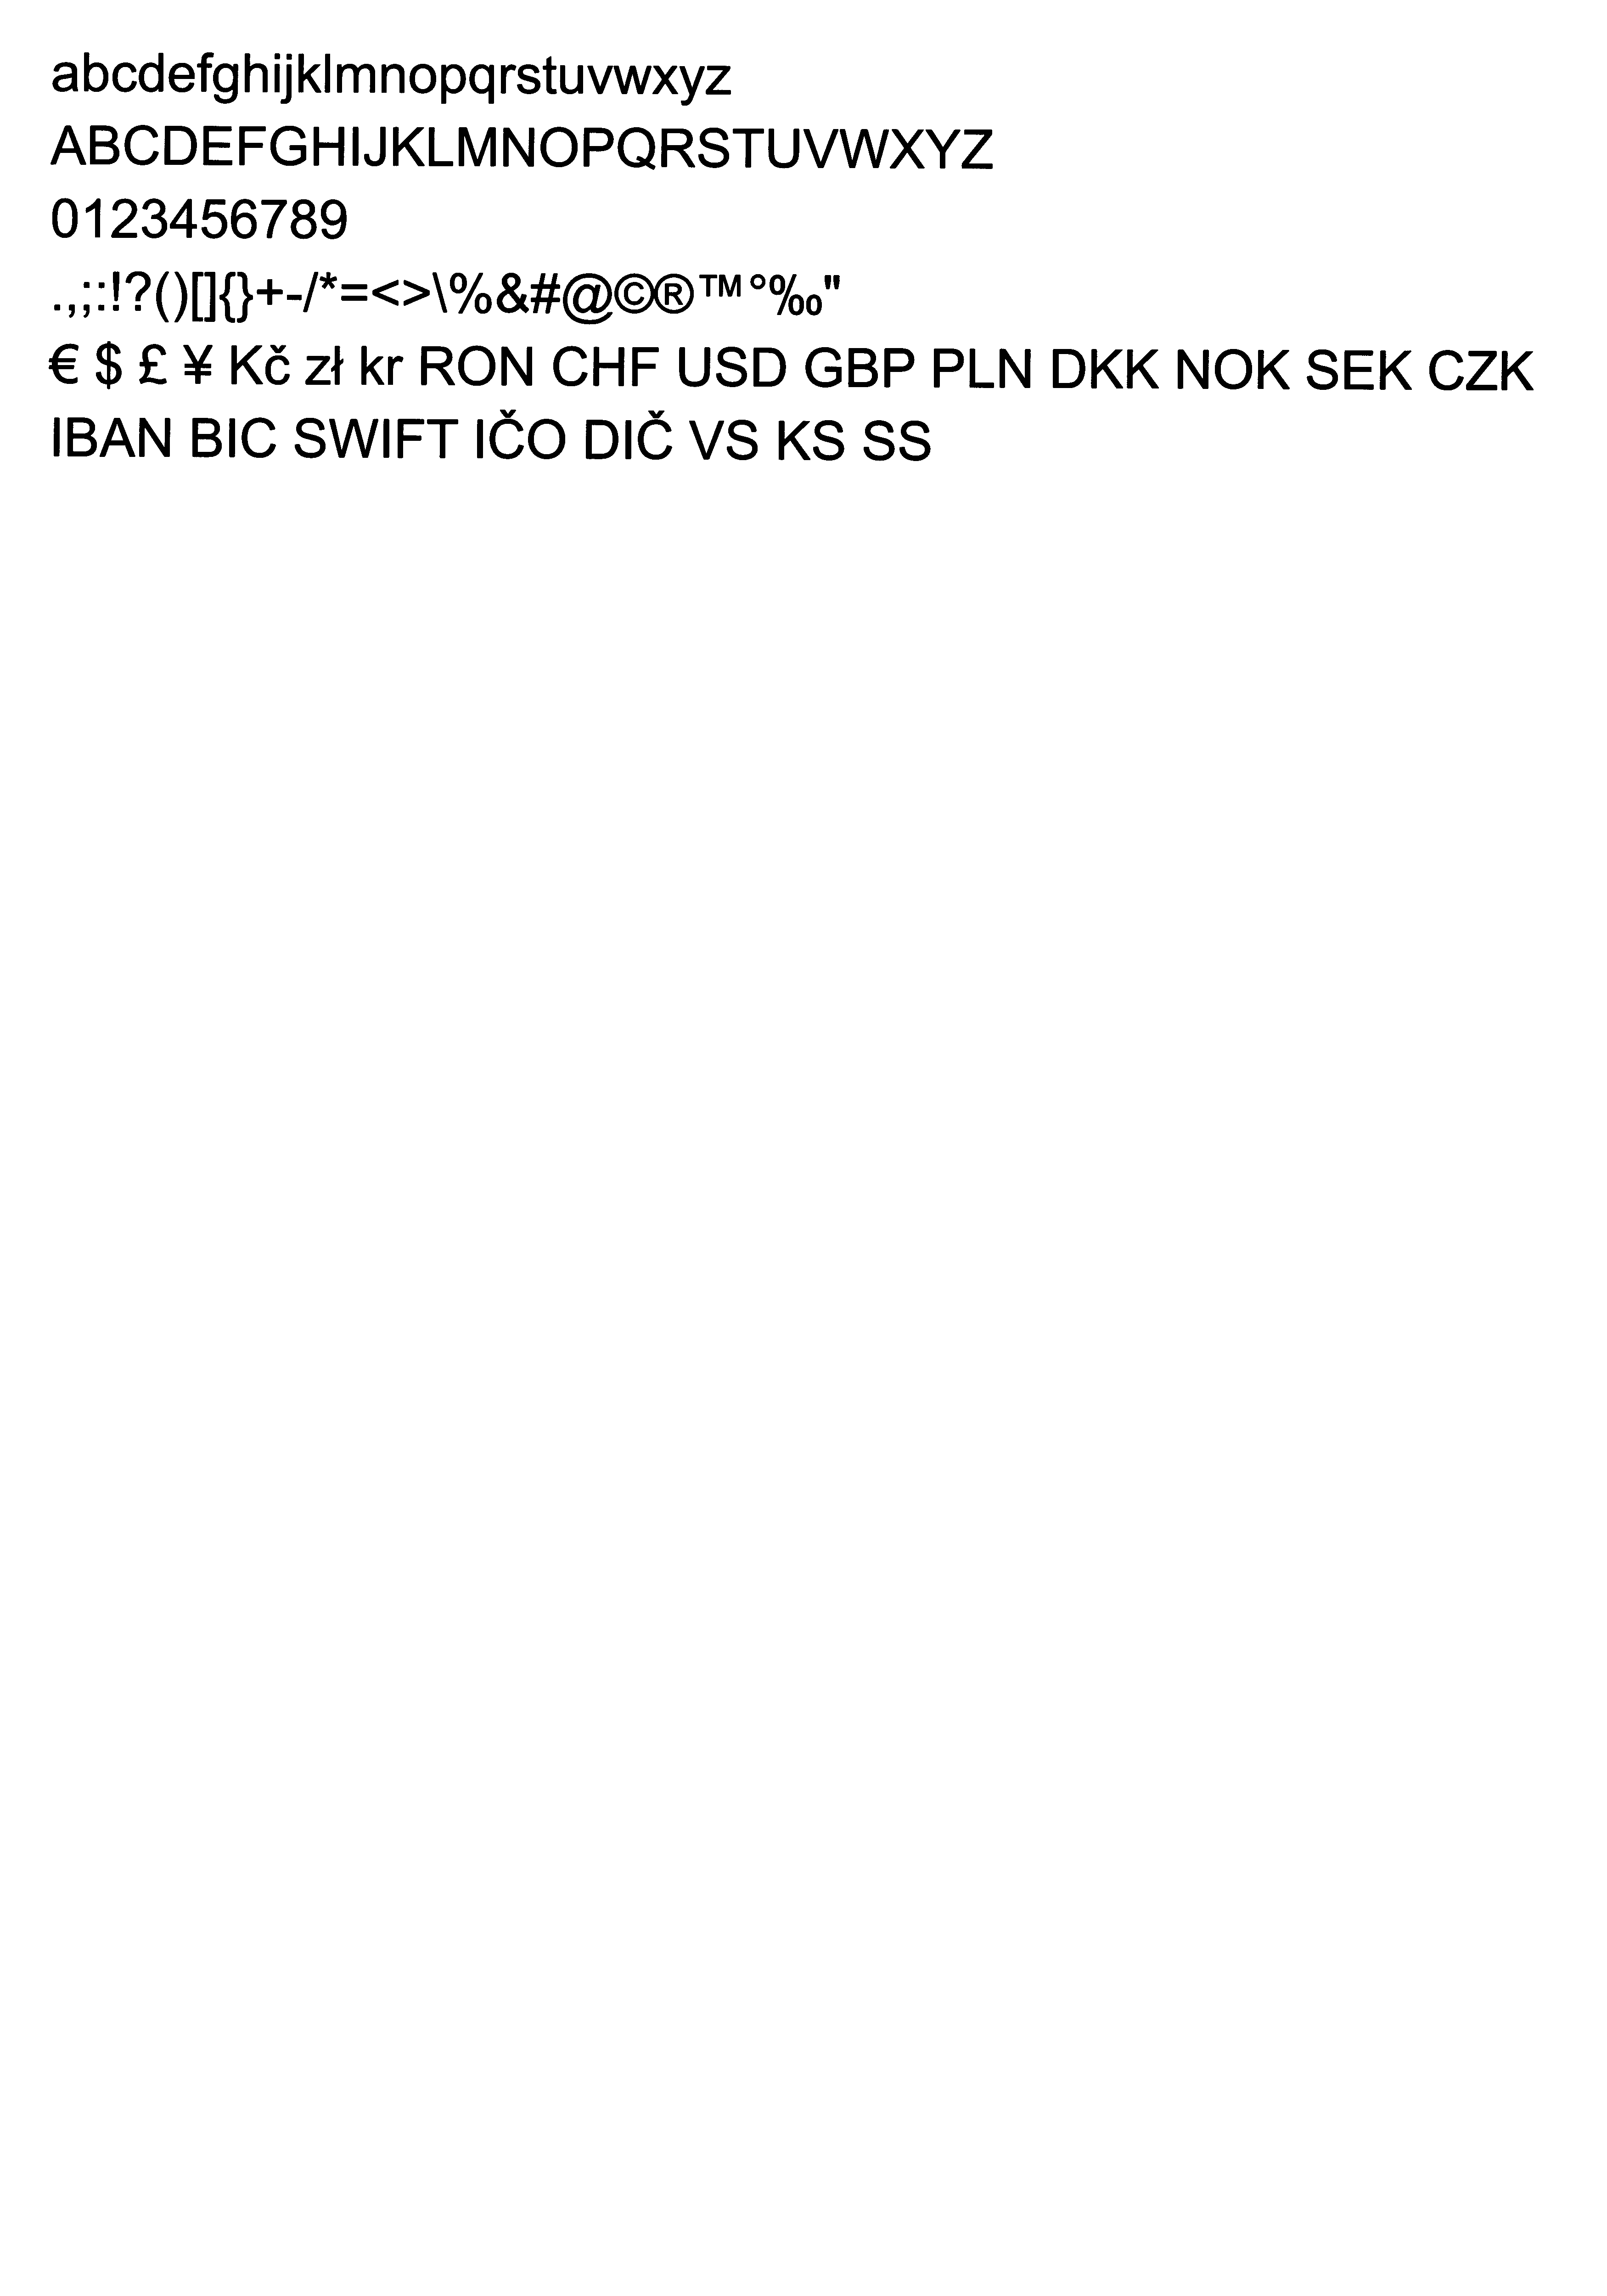 abcdefghijklmnopqrstuvwxyz
ABCDEFGHIJKLMNOPQRSTUVWXYZ
0123456789
.,;:!?()[]{}+-/*=<>\%&#@©®™°‰"
€ $ £ ¥ Kč zł kr RON CHF USD GBP PLN DKK NOK SEK CZK
IBAN BIC SWIFT IČO DIČ VS KS SS